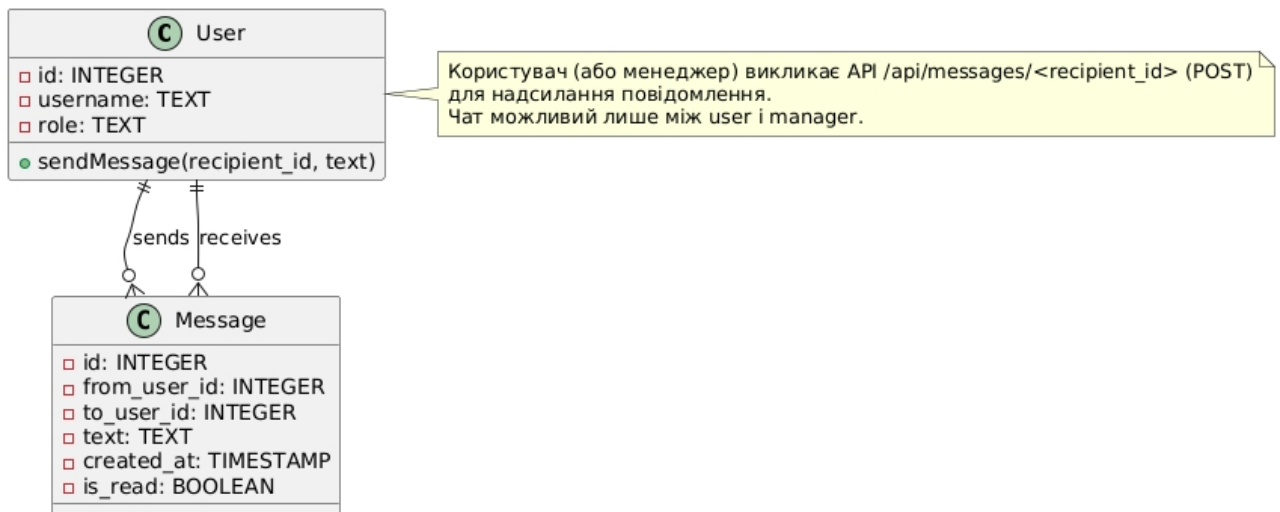 C User
id: INTEGER
username: TEXT
role: TEXT
sendMessage(recipient_id, text)
Користувач (або менеджер) викликає API /api/messages/<recipient_id> (POST)
для надсилання повідомлення.
Чат можливий лише між user і manager.
sends
receives
C Message
id: INTEGER
from_user_id: INTEGER
to_user_id: INTEGER
text: TEXT
created_at: TIMESTAMP
is_read: BOOLEAN